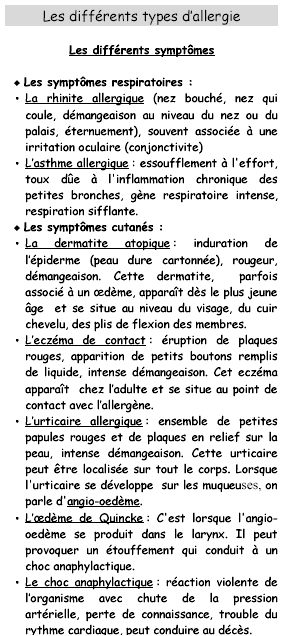 Les différents types d'allergie
Les différents symptômes
◆ Les symptômes respiratoires :
• La rhinite allergique (nez bouché, nez qui
coule, démangeaison au niveau du nez ou du
palais, éternuement), souvent associée à une
irritation oculaire (conjonctivite)
• L'asthme allergique : essoufflement à l'effort,
toux dûe à l'inflammation chronique des
petites bronches, gène respiratoire intense,
respiration sifflante.
◆ Les symptômes cutanés :
• La dermatite atopique : induration de
l'épiderme (peau dure cartonnée), rougeur,
démangeaison. Cette dermatite, parfois
associé à un œdème, apparaît dès le plus jeune
âge et se situe au niveau du visage, du cuir
chevelu, des plis de flexion des membres.
• L'eczéma de contact : éruption de plaques
rouges, apparition de petits boutons remplis
de liquide, intense démangeaison. Cet eczéma
apparaît chez l'adulte et se situe au point de
contact avec l'allergène.
• L'urticaire allergique : ensemble de petites
papules rouges et de plaques en relief sur la
peau, intense démangeaison. Cette urticaire
peut être localisée sur tout le corps. Lorsque
l'urticaire se développe sur les muqueuses, on
parle d'angio-oedème.
• L'œdème de Quincke : C'est lorsque l'angio-
oedème se produit dans le larynx. Il peut
provoquer un étouffement qui conduit à un
choc anaphylactique.
• Le choc anaphylactique : réaction violente de
l'organisme avec chute de la pression
artérielle, perte de connaissance, trouble du
rythme cardiaque, peut conduire au décès.